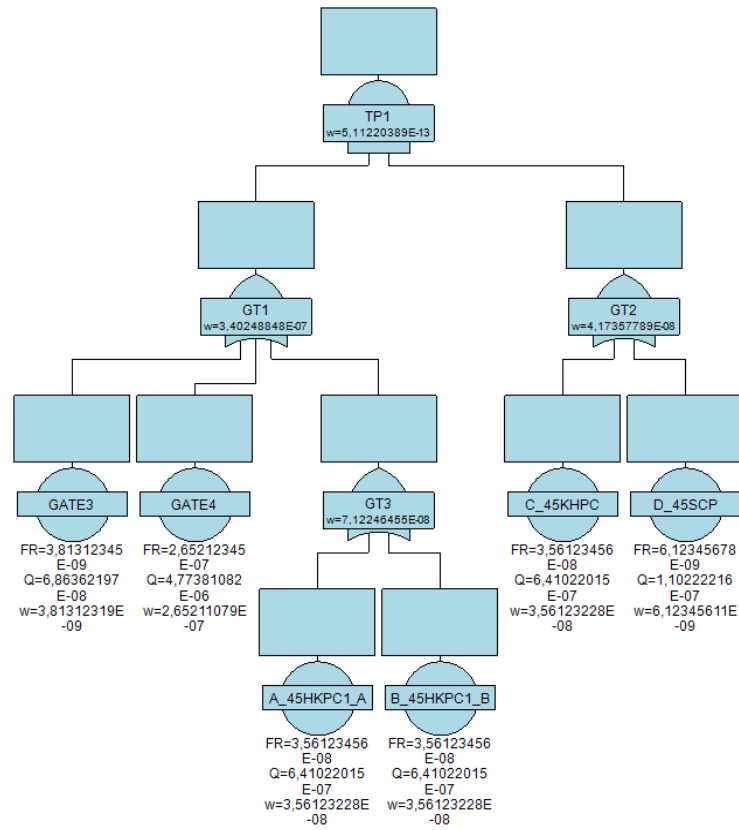 TP1
w=5,11220389E-13
GT1
w=3,40248848E-07
GT2
w=4,17357789E-08
GATE3
FR=3,81312345
E-09
Q=6,86362197
E-08
w=3,81312319E
-09
GATE4
FR=2,65212345
E-07
Q=4,77381082
E-06
w=2,65211079E
-07
GT3
w=7,12246455E-08
C_45KHPC
FR=3,56123456
E-08
Q=6,41022015
E-07
w=3,56123228E
-08
D_45SCP
FR=6,12345678
E-09
Q=1,10222216
E-07
w=6,12345611E
-09
A_45HKPC1_A
FR=3,56123456
E-08
Q=6,41022015
E-07
w=3,56123228E
-08
B_45HKPC1_B
FR=3,56123456
E-08
Q=6,41022015
E-07
w=3,56123228E
-08